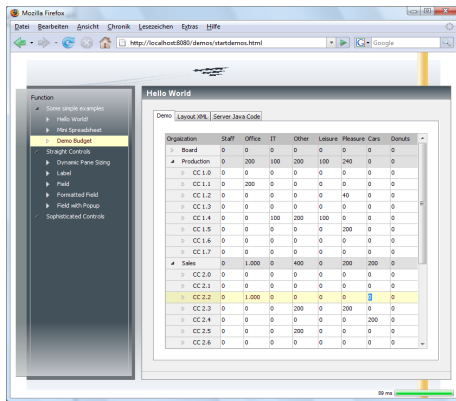 Mozilla Firefox
Datei Bearbeiten Ansicht Chronik Lesezeichen Extras Hilfe
http://localhost:8080/demos/startdemos.html
Google
Function
Some simple examples
Hello World!
Mini Spreadsheet
Demo Budget
Straight Controls
Dynamic Pane Sizing
Label
Field
Formatted Field
Field with Popup
Sophisticated Controls
Hello World
Demo Layout XML Server Java Code
Orgaization Staff Office IT Other Leisure Pleasure Cars Donuts
Board 0 0 0 0 0 0 0 0
Production 0 200 100 200 100 240 0 0
CC 1.0 0 0 0 0 0 0 0 0
CC 1.1 0 200 0 0 0 0 0 0
CC 1.2 0 0 0 0 0 40 0 0
CC 1.3 0 0 0 0 0 0 0 0
CC 1.4 0 0 100 200 100 0 0 0
CC 1.5 0 0 0 0 0 200 0 0
CC 1.6 0 0 0 0 0 0 0 0
CC 1.7 0 0 0 0 0 0 0 0
Sales 0 1.000 0 400 0 200 200 0
CC 2.0 0 0 0 0 0 0 0 0
CC 2.1 0 0 0 0 0 0 0 0
CC 2.2 0 1.000 0 0 0 0 0 0
CC 2.3 0 0 0 200 0 200 0 0
CC 2.4 0 0 0 0 0 0 200 0
CC 2.5 0 0 0 200 0 0 0 0
CC 2.6 0 0 0 0 0 0 0 0
59 ms